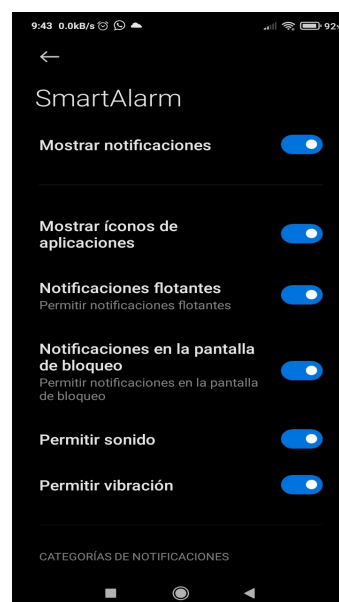 9:43 0.0kB/s 92
SmartAlarm
Mostrar notificaciones
Mostrar íconos de
aplicaciones
Notificaciones flotantes
Permitir notificaciones flotantes
Notificaciones en la pantalla
de bloqueo
Permitir notificaciones en la pantalla
de bloqueo
Permitir sonido
Permitir vibración
CATEGORÍAS DE NOTIFICACIONES